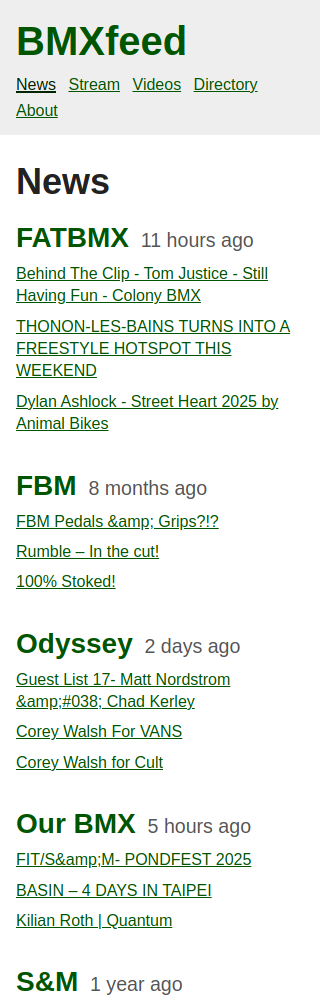 BMXfeed
News Stream Videos Directory
About
News
FATBMX 11 hours ago
Behind The Clip - Tom Justice - Still
Having Fun - Colony BMX
THONON-LES-BAINS TURNS INTO A
FREESTYLE HOTSPOT THIS
WEEKEND
Dylan Ashlock - Street Heart 2025 by
Animal Bikes
FBM 8 months ago
FBM Pedals &amp; Grips?!?
Rumble – In the cut!
100% Stoked!
Odyssey 2 days ago
Guest List 17- Matt Nordstrom
&amp;#038; Chad Kerley
Corey Walsh For VANS
Corey Walsh for Cult
Our BMX 5 hours ago
FIT/S&amp;M- PONDFEST 2025
BASIN – 4 DAYS IN TAIPEI
Kilian Roth | Quantum
S&M 1 year ago